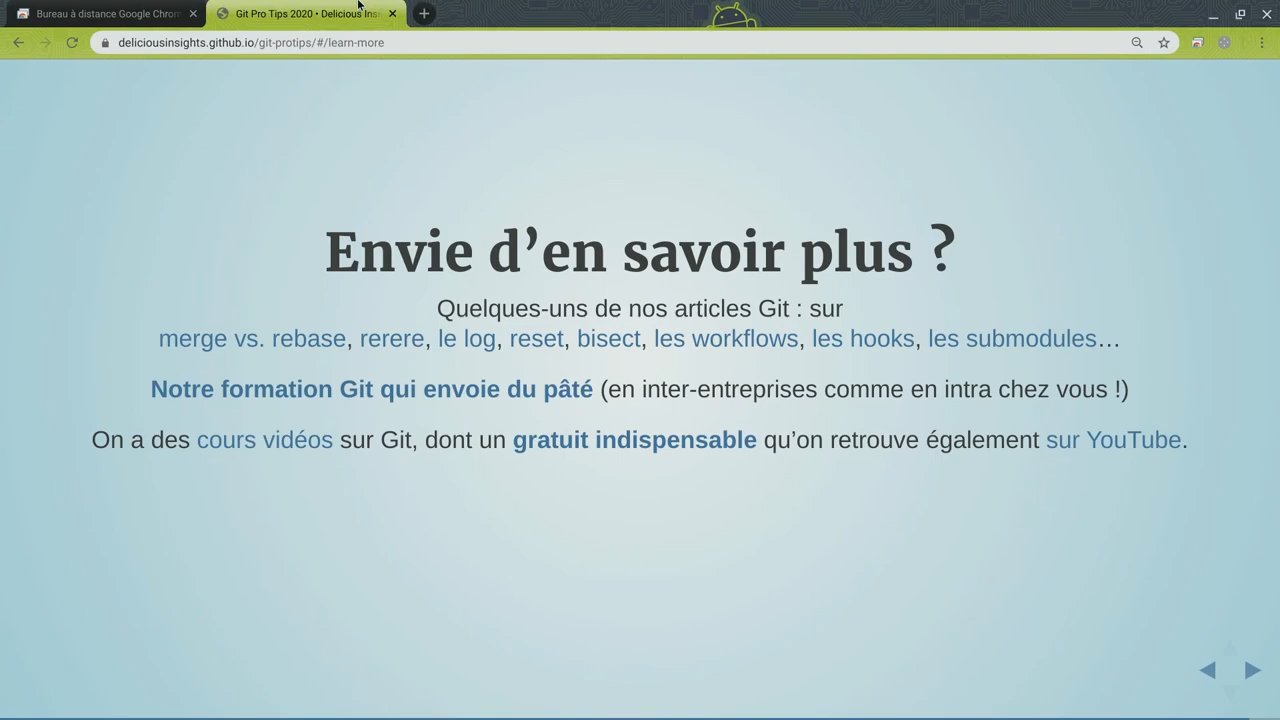 Bureau à distance Google Chrom
Git Pro Tips 2020 • Delicious Ins
deliciousinsights.github.io/git-protips/#/learn-more
Envie d’en savoir plus ?
Quelques-uns de nos articles Git : sur
merge vs. rebase, rerere, le log, reset, bisect, les workflows, les hooks, les submodules…
Notre formation Git qui envoie du pâté (en inter-entreprises comme en intra chez vous !)
On a des cours vidéos sur Git, dont un gratuit indispensable qu’on retrouve également sur YouTube.